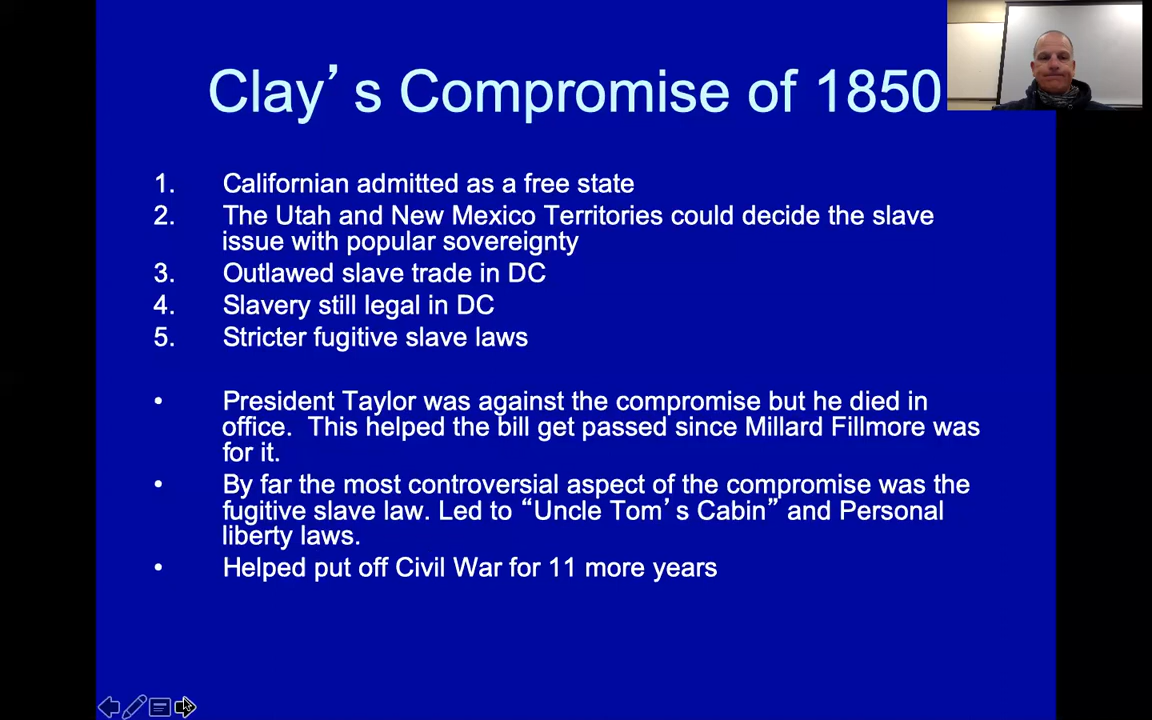 Clay’s Compromise of 1850
1. Californian admitted as a free state
2. The Utah and New Mexico Territories could decide the slave
issue with popular sovereignty
3. Outlawed slave trade in DC
4. Slavery still legal in DC
5. Stricter fugitive slave laws
• President Taylor was against the compromise but he died in
office.  This helped the bill get passed since Millard Fillmore was
for it.
• By far the most controversial aspect of the compromise was the
fugitive slave law. Led to “Uncle Tom’s Cabin” and Personal
liberty laws.
• Helped put off Civil War for 11 more years